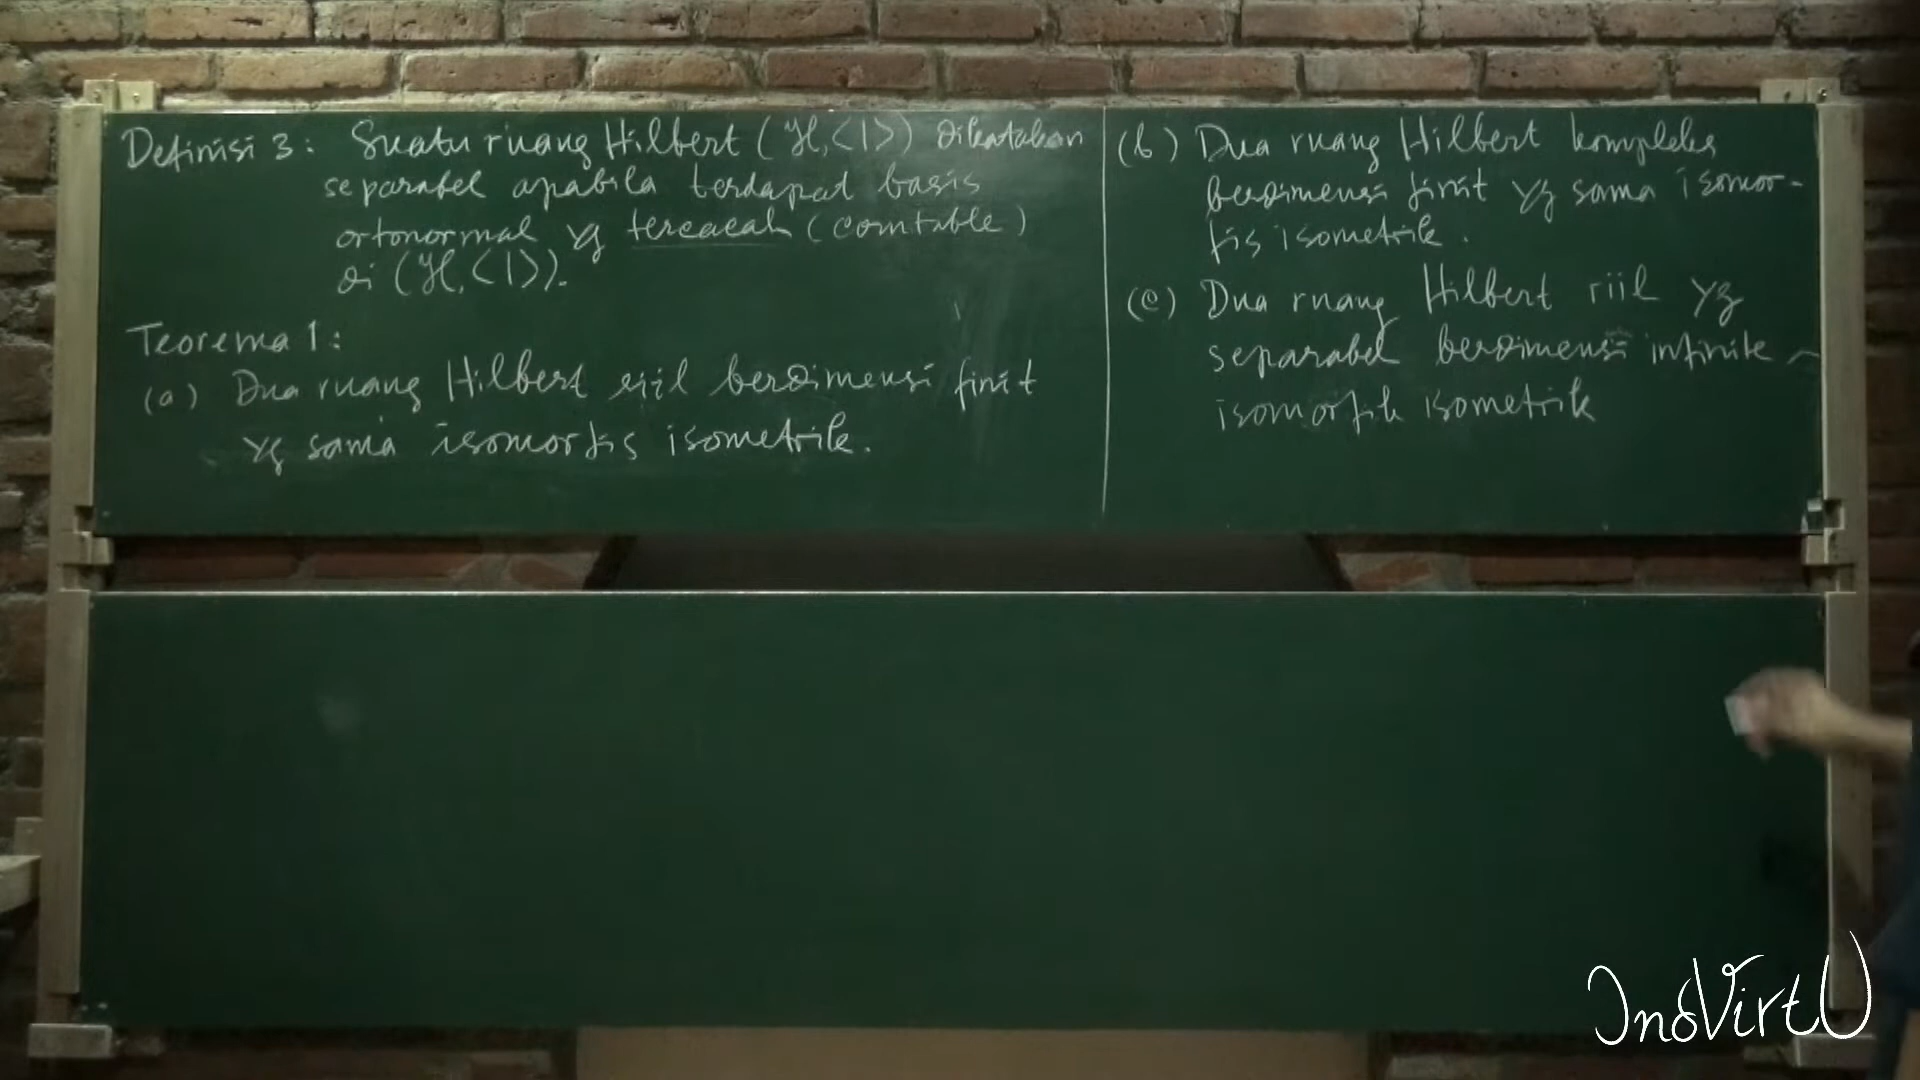 Definisi 3: Suatu ruang Hilbert (ℋ,<|>) dikatakan
separabel apabila terdapat basis
ortonormal yg tercacah (countable)
di (ℋ,<|>).
Teorema 1:
(a) Dua ruang Hilbert riil berdimensi finit
yg sama isomorfis isometrik.
(b) Dua ruang Hilbert kompleks
berdimensi finit yg sama isomor-
fis isometrik.
(c) Dua ruang Hilbert riil yg
separabel berdimensi infinite
isomorfik isometrik
IndVirtU